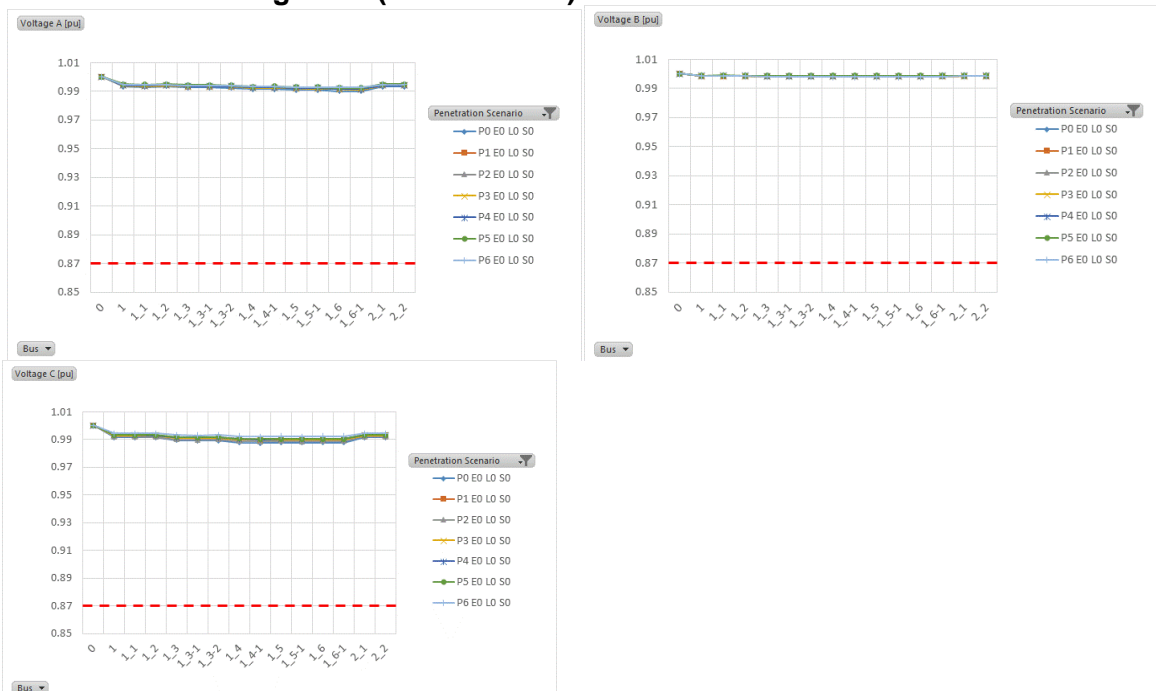 Voltage A [pu]
1.01
0.99
0.97
0.95
0.93
0.91
0.89
0.87
0.85
0 1 1_1 1_2 1_3 1_3-1 1_3-2 1_4 1_4-1 1_5 1_5-1 1_6 1_6-1 2_1 2_2
Penetration Scenario
P0 E0 L0 S0
P1 E0 L0 S0
P2 E0 L0 S0
P3 E0 L0 S0
P4 E0 L0 S0
P5 E0 L0 S0
P6 E0 L0 S0
Bus
Voltage B [pu]
1.01
0.99
0.97
0.95
0.93
0.91
0.89
0.87
0.85
0 1 1_1 1_2 1_3 1_3-1 1_3-2 1_4 1_4-1 1_5 1_5-1 1_6 1_6-1 2_1 2_2
Penetration Scenario
P0 E0 L0 S0
P1 E0 L0 S0
P2 E0 L0 S0
P3 E0 L0 S0
P4 E0 L0 S0
P5 E0 L0 S0
P6 E0 L0 S0
Bus
Voltage C [pu]
1.01
0.99
0.97
0.95
0.93
0.91
0.89
0.87
0.85
0 1 1_1 1_2 1_3 1_3-1 1_3-2 1_4 1_4-1 1_5 1_5-1 1_6 1_6-1 2_1 2_2
Penetration Scenario
P0 E0 L0 S0
P1 E0 L0 S0
P2 E0 L0 S0
P3 E0 L0 S0
P4 E0 L0 S0
P5 E0 L0 S0
P6 E0 L0 S0
Bus